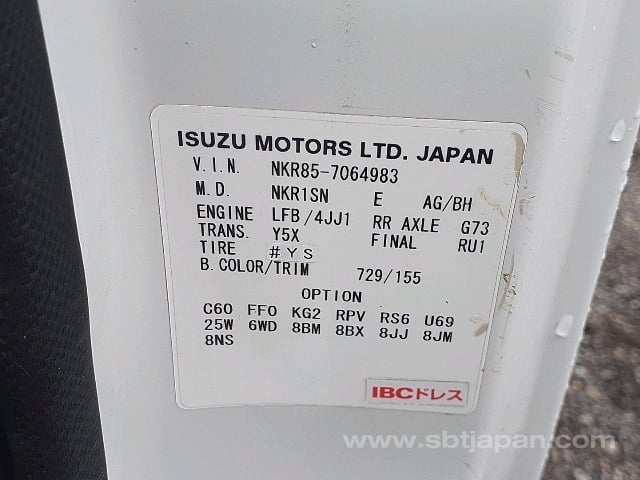 ISUZU MOTORS LTD. JAPAN
V.I.N. NKR85-7064983
M.D. NKR1SN E AG/BH
ENGINE LFB/4JJ1 RR AXLE G73
TRANS. Y5X FINAL RU1
TIRE #YS
B.COLOR/TRIM 729/155
OPTION
C60 FF0 KG2 RPV RS6 U69
25W 6WD 8BM 8BX 8JJ 8JM
8NS
IBCドレス
www.sbtjapan.com